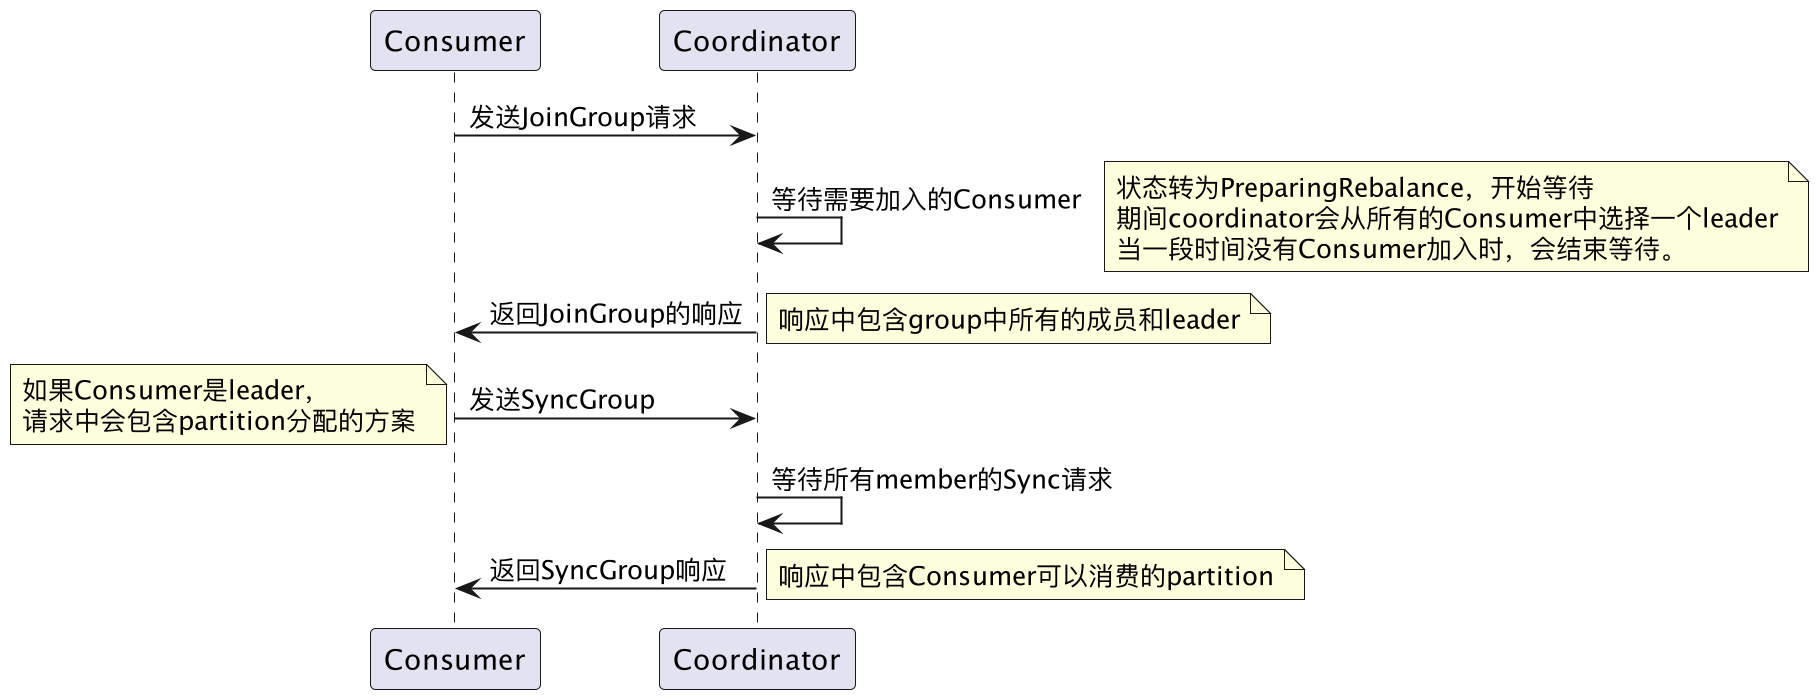 Consumer
Coordinator
发送JoinGroup请求
等待需要加入的Consumer
状态转为PreparingRebalance，开始等待
期间coordinator会从所有的Consumer中选择一个leader
当一段时间没有Consumer加入时，会结束等待。
返回JoinGroup的响应
响应中包含group中所有的成员和leader
如果Consumer是leader，
请求中会包含partition分配的方案
发送SyncGroup
等待所有member的Sync请求
返回SyncGroup响应
响应中包含Consumer可以消费的partition
Consumer
Coordinator